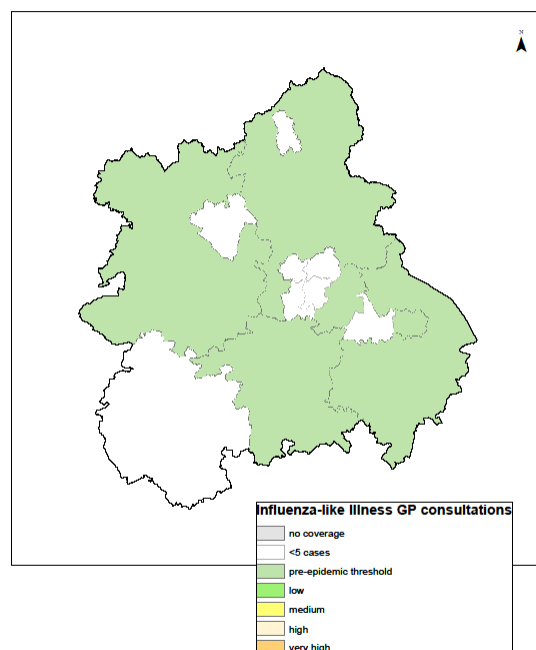 N
Influenza-like Illness GP consultations
no coverage
<5 cases
pre-epidemic threshold
low
medium
high
very high